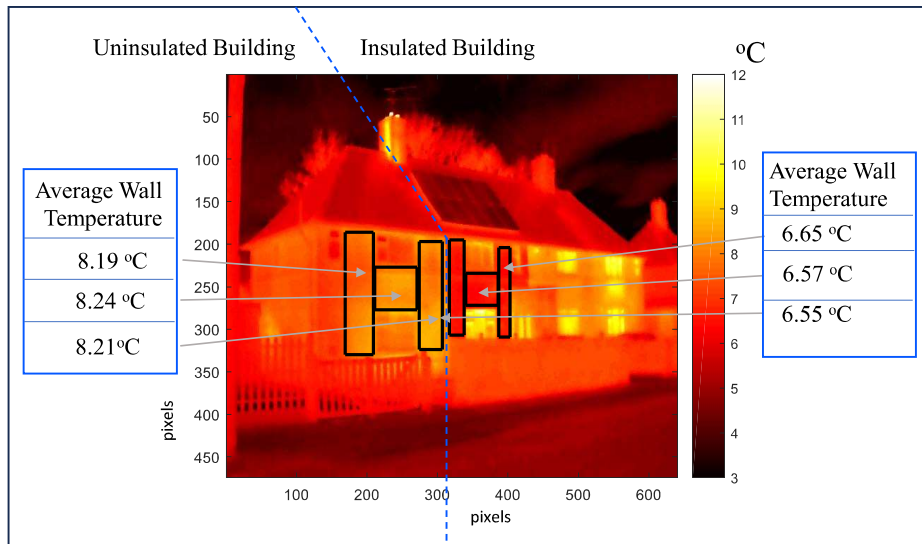 Uninsulated Building
Insulated Building
ºC
Average Wall
Temperature
8.19 ºC
8.24 ºC
8.21ºC
Average Wall
Temperature
6.65 ºC
6.57 ºC
6.55 ºC
50
100
150
200
250
300
350
400
450
pixels
100
200
300
400
500
600
pixels
12
11
10
9
8
7
6
5
4
3